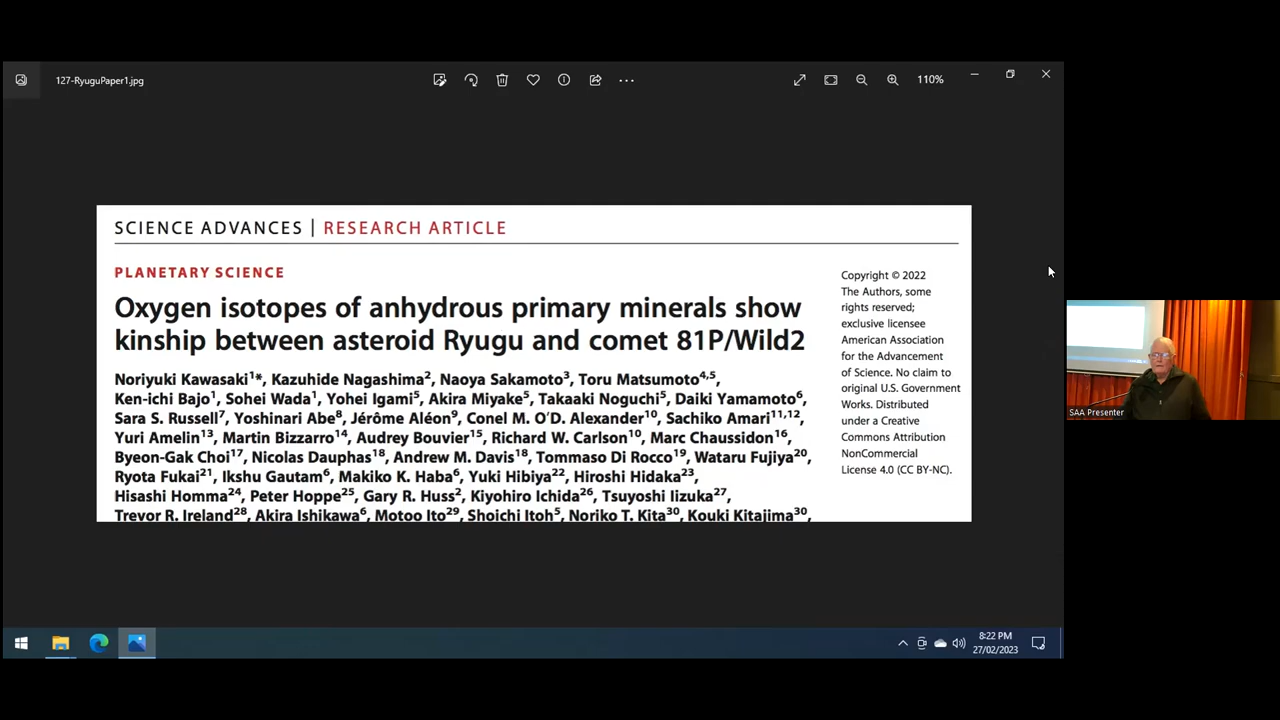 127-RyuguPaper1.jpg
110%
SCIENCE ADVANCES | RESEARCH ARTICLE
PLANETARY SCIENCE
Oxygen isotopes of anhydrous primary minerals show
kinship between asteroid Ryugu and comet 81P/Wild2
Noriyuki Kawasaki1*, Kazuhide Nagashima2, Naoya Sakamoto3, Toru Matsumoto4,5,
Ken-ichi Bajo1, Sohei Wada1, Yohei Igami5, Akira Miyake5, Takaaki Noguchi5, Daiki Yamamoto6,
Sara S. Russell7, Yoshinari Abe8, Jérôme Aléon9, Conel M. O'D. Alexander10, Sachiko Amari11,12,
Yuri Amelin13, Martin Bizzarro14, Audrey Bouvier15, Richard W. Carlson10, Marc Chaussidon16,
Byeon-Gak Choi17, Nicolas Dauphas18, Andrew M. Davis18, Tommaso Di Rocco19, Wataru Fujiya20,
Ryota Fukai21, Ikshu Gautam6, Makiko K. Haba6, Yuki Hibiya22, Hiroshi Hidaka23,
Hisashi Homma24, Peter Hoppe25, Gary R. Huss2, Kiyohiro Ichida26, Tsuyoshi Iizuka27,
Trevor R. Ireland28, Akira Ishikawa6, Motoo Ito29, Shoichi Itoh5, Noriko T. Kita30, Kouki Kitajima30,
Copyright © 2022
The Authors, some
rights reserved;
exclusive licensee
American Association
for the Advancement
of Science. No claim to
original U.S. Government
Works. Distributed
under a Creative
Commons Attribution
NonCommercial
License 4.0 (CC BY-NC).
SAA Presenter
8:22 PM
27/02/2023